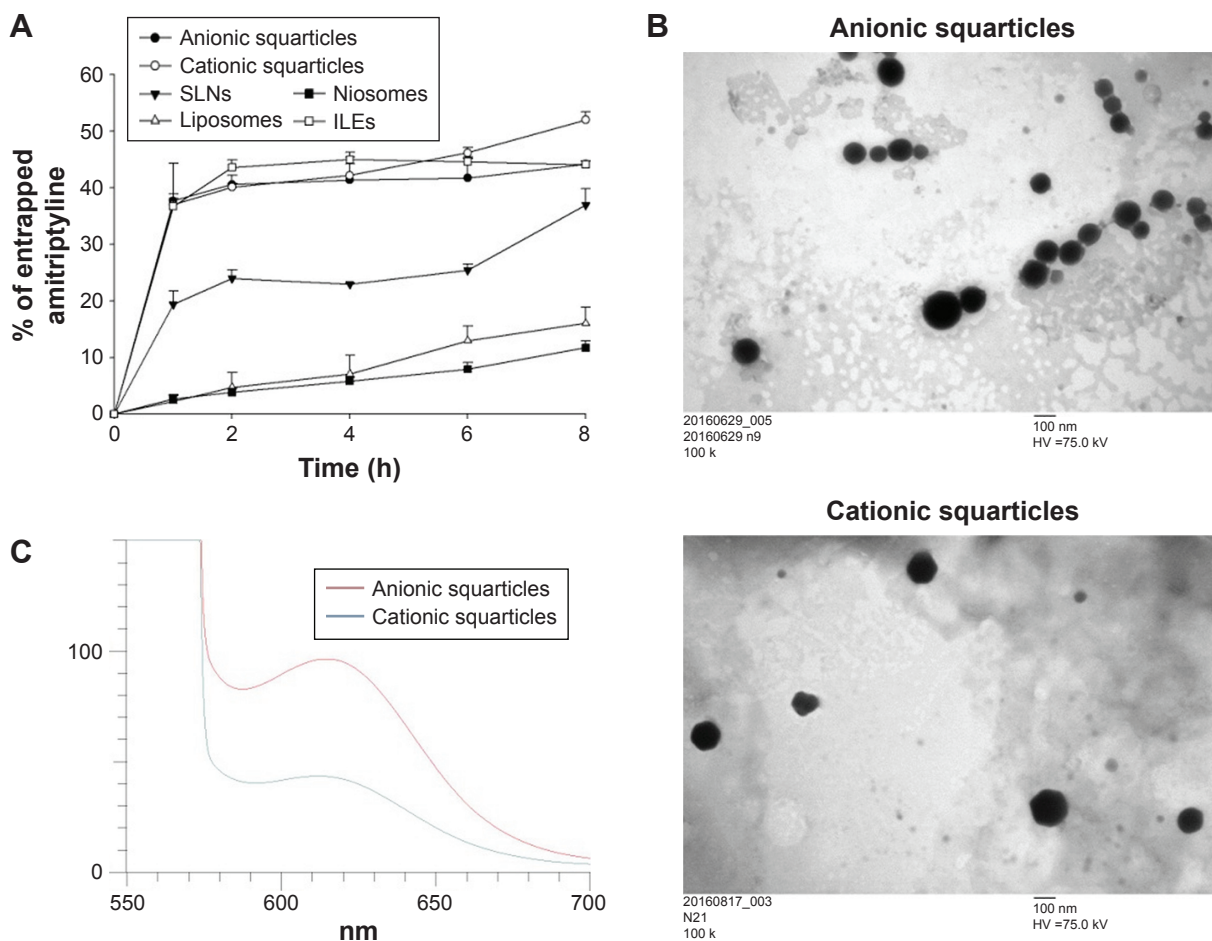 A
Anionic squarticles
Cationic squarticles
SLNs
Niosomes
Liposomes
ILEs
60
50
40
30
20
10
0
% of entrapped
amitriptyline
0 2 4 6 8
Time (h)
B
Anionic squarticles
20160629_005
20160629 n9
100 k
100 nm
HV =75.0 kV
Cationic squarticles
20160817_003
N21
100 k
100 nm
HV =75.0 kV
C
Anionic squarticles
Cationic squarticles
100
0
550 600 650 700
nm